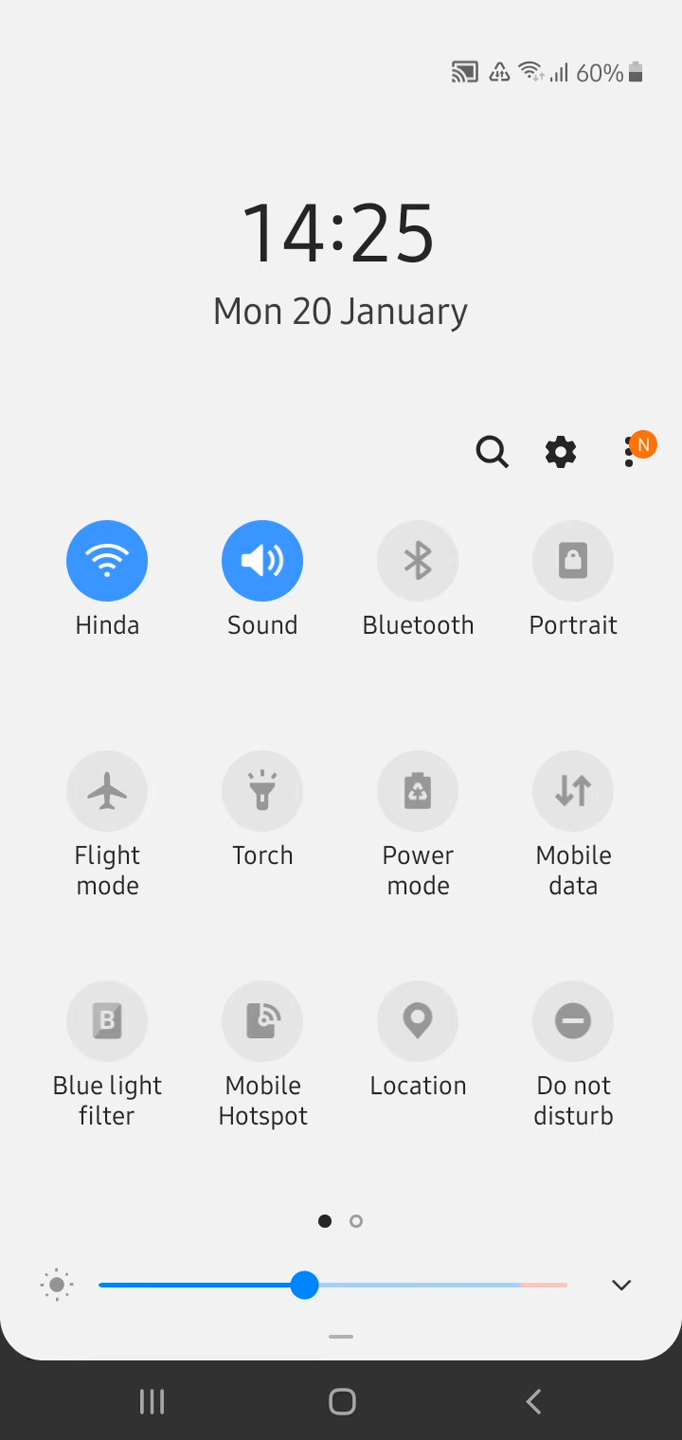 60%
14:25
Mon 20 January
N
Hinda
Sound
Bluetooth
Portrait
Flight
mode
Torch
Power
mode
Mobile
data
B
Blue light
filter
Mobile
Hotspot
Location
Do not
disturb